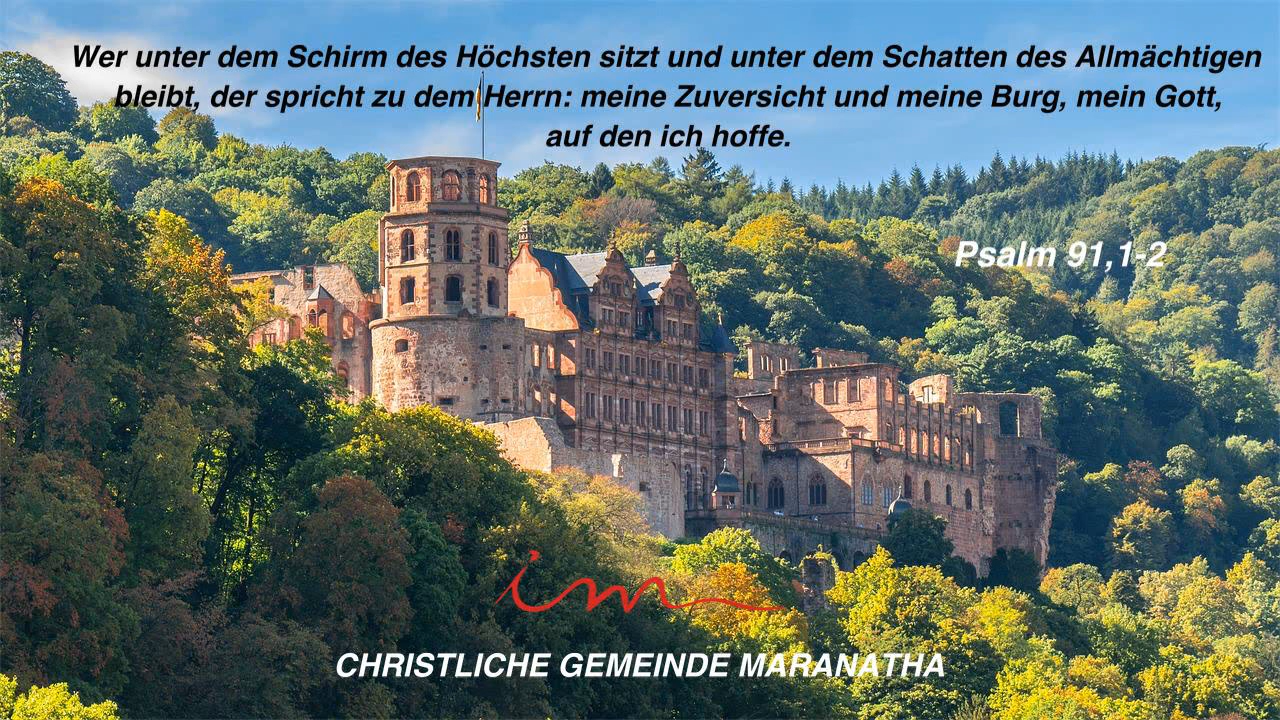 Wer unter dem Schirm des Höchsten sitzt und unter dem Schatten des Allmächtigen
bleibt, der spricht zu dem Herrn: meine Zuversicht und meine Burg, mein Gott,
auf den ich hoffe.
Psalm 91,1-2
im
CHRISTLICHE GEMEINDE MARANATHA